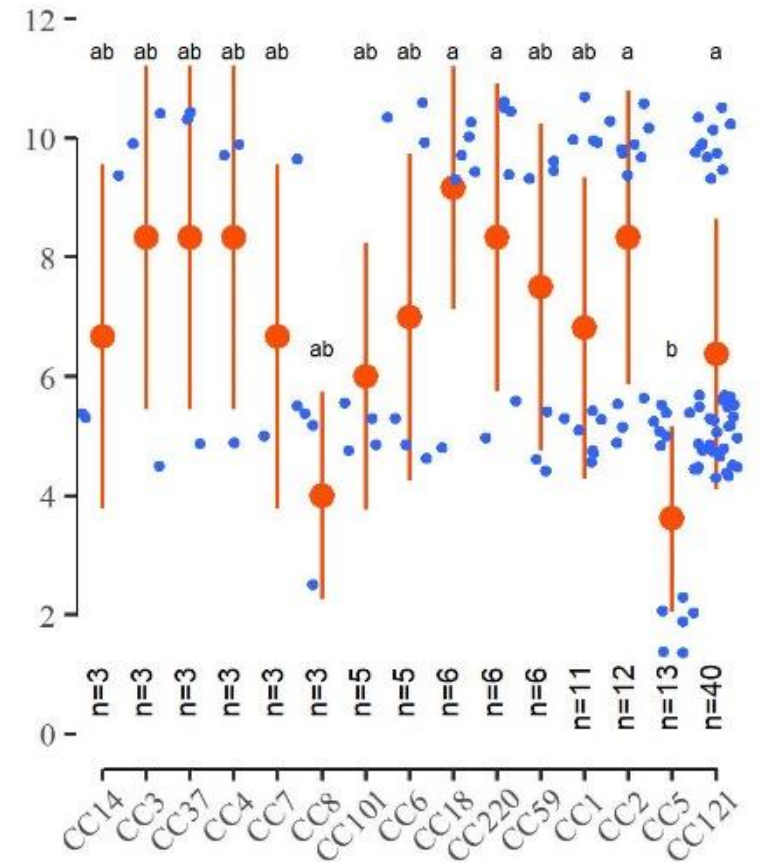 12
ab ab ab ab ab ab ab a a ab ab a a
10
8
ab b
6
4
2
n=3 n=3 n=3 n=3 n=3 n=3 n=5 n=5 n=6 n=6 n=6 n=11 n=12 n=13 n=40
0
CC14 CC3 CC37 CC4 CC7 CC8 CC101 CC6 CC18 CC220 CC59 CC1 CC2 CC5 CC121